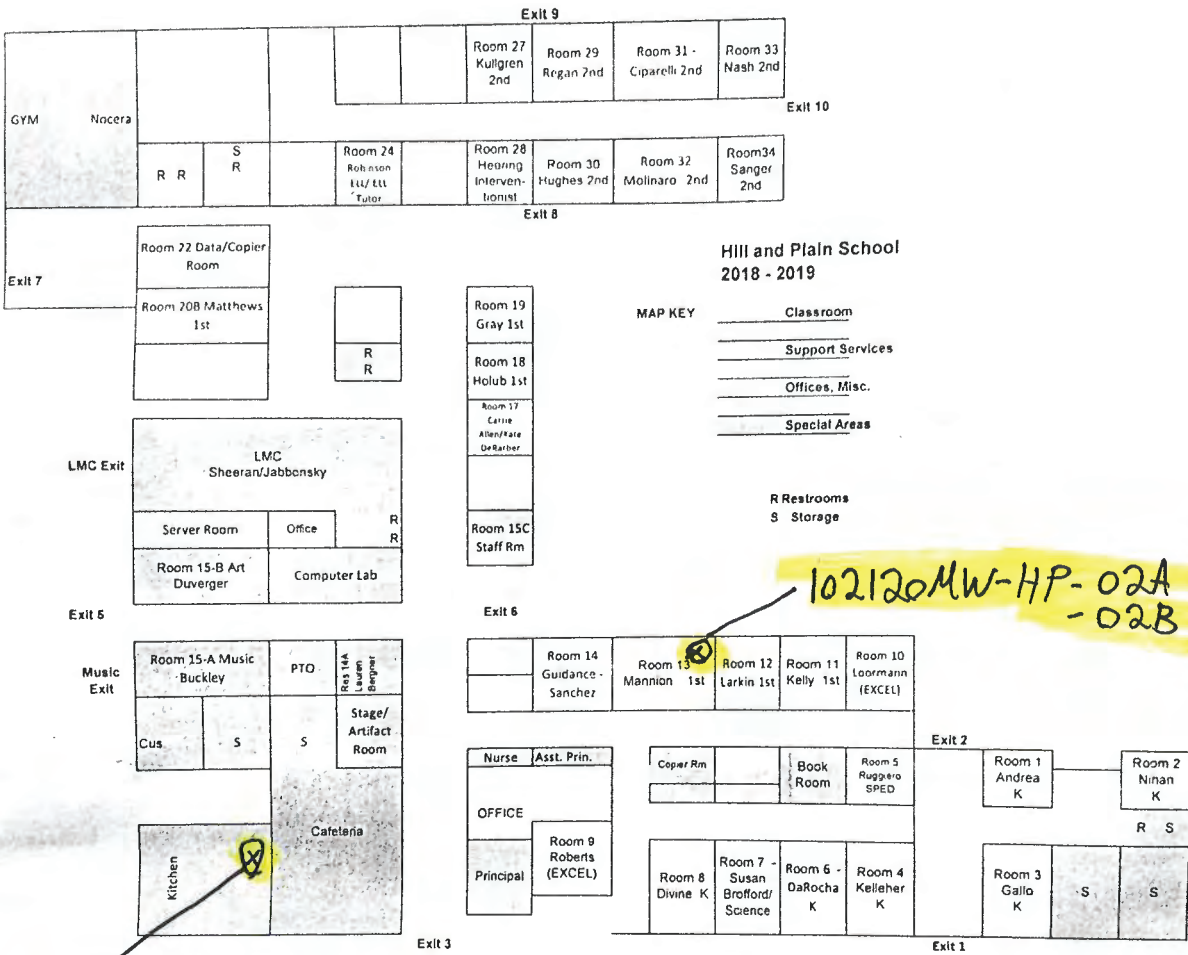 Exit 9
Room 27
Kullgren
2nd
Room 29
Regan 2nd
Room 31 -
Ciparelli 2nd
Room 33
Nash 2nd
Exit 10
GYM Nocera
R R
S
R
Room 24
Robinson
ELL/ ELL
Tutor
Room 28
Hearing
Interven-
tionist
Room 30
Hughes 2nd
Room 32
Molinaro 2nd
Room34
Sanger
2nd
Exit 8
Room 22 Data/Copier
Room
Exit 7
Room 20B Matthews
1st
R
R
Room 19
Gray 1st
Room 18
Holub 1st
Room 17
Carrie
Allen/Kate
DeRarber
Room 15C
Staff Rm
Hill and Plain School
2018 - 2019
MAP KEY
Classroom
Support Services
Offices, Misc.
Special Areas
R Restrooms
S Storage
LMC Exit
LMC
Sheeran/Jabbonsky
Server Room
Office
R
R
Room 15-B Art
Duverger
Computer Lab
Exit 5
Exit 6
102120MW-HP-02A
-02B
Music
Exit
Room 15-A Music
Buckley
PTO
Res 14A
Lauren
Bergner
Cus.
S
S
Stage/
Artifact
Room
Room 14
Guidance -
Sanchez
Room 13
Mannion 1st
X
Room 12
Larkin 1st
Room 11
Kelly 1st
Room 10
Loormann
(EXCEL)
Exit 2
Nurse
Asst. Prin.
OFFICE
Principal
Room 9
Roberts
(EXCEL)
Copier Rm
Book
Room
Room 5
Ruggiero
SPED
Room 1
Andrea
K
Room 2
Ninan
K
R S
Kitchen
X
Cafeteria
Room 8
Divine K
Room 7 -
Susan
Brofford/
Science
Room 6 -
DaRocha
K
Room 4
Kelleher
K
Room 3
Gallo
K
S
S
Exit 3
Exit 1